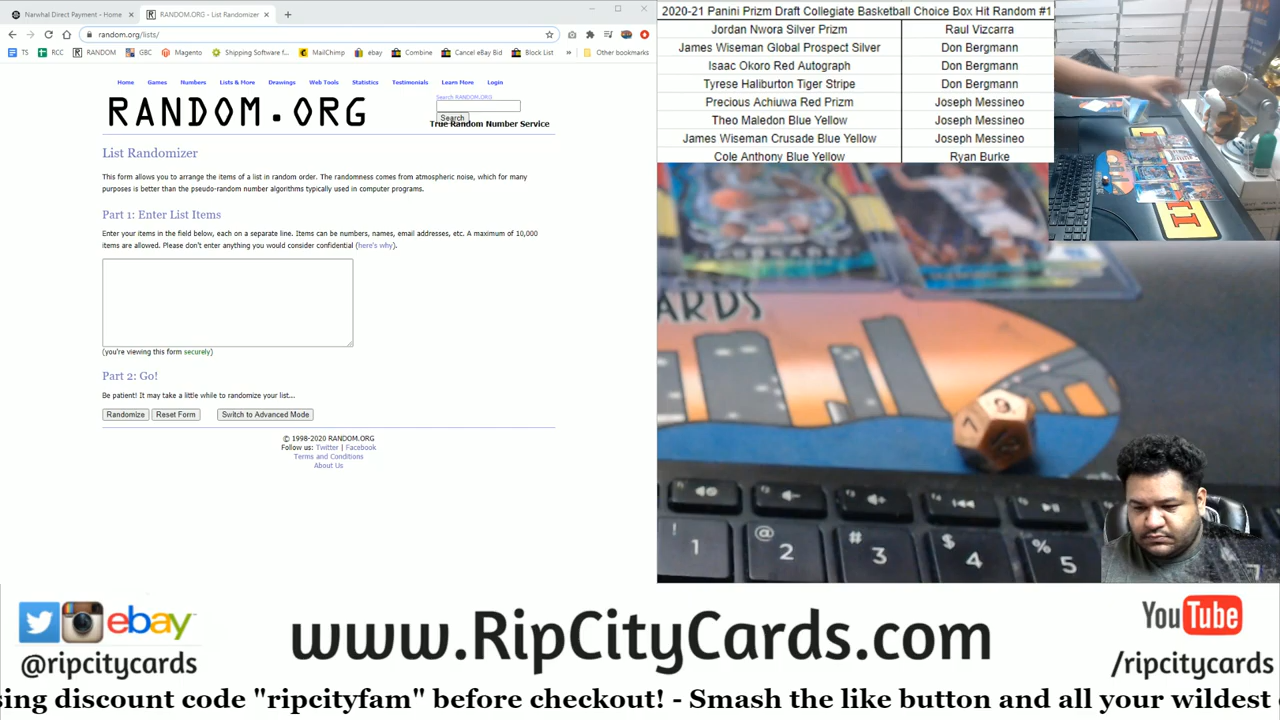 Narwhal Direct Payment - Home
RANDOM.ORG - List Randomizer
random.org/lists/
TS
RCC
RANDOM
GBC
Magento
Shipping Software f...
MailChimp
ebay
Combine
Cancel eBay Bid
Block List
Other bookmarks
Home
Games
Numbers
Lists & More
Drawings
Web Tools
Statistics
Testimonials
Learn More
Login
RANDOM.ORG
Search RANDOM.ORG
Search
True Random Number Service
List Randomizer
This form allows you to arrange the items of a list in random order. The randomness comes from atmospheric noise, which for many
purposes is better than the pseudo-random number algorithms typically used in computer programs.
Part 1: Enter List Items
Enter your items in the field below, each on a separate line. Items can be numbers, names, email addresses, etc. A maximum of 10,000
items are allowed. Please don't enter anything you would consider confidential (here's why).
(you're viewing this form securely)
Part 2: Go!
Be patient! It may take a little while to randomize your list...
Randomize
Reset Form
Switch to Advanced Mode
© 1998-2020 RANDOM.ORG
Follow us: Twitter | Facebook
Terms and Conditions
About Us
2020-21 Panini Prizm Draft Collegiate Basketball Choice Box Hit Random #1
Jordan Nwora Silver Prizm Raul Vizcarra
James Wiseman Global Prospect Silver Don Bergmann
Isaac Okoro Red Autograph Don Bergmann
Tyrese Haliburton Tiger Stripe Don Bergmann
Precious Achiuwa Red Prizm Joseph Messineo
Theo Maledon Blue Yellow Joseph Messineo
James Wiseman Crusade Blue Yellow Joseph Messineo
Cole Anthony Blue Yellow Ryan Burke
ARDS
7
9
! 1
@ 2
# 3
$ 4
% 5
ebay
@ripcitycards
www.RipCityCards.com
YouTube
/ripcitycards
sing discount code "ripcityfam" before checkout! - Smash the like button and all your wildest